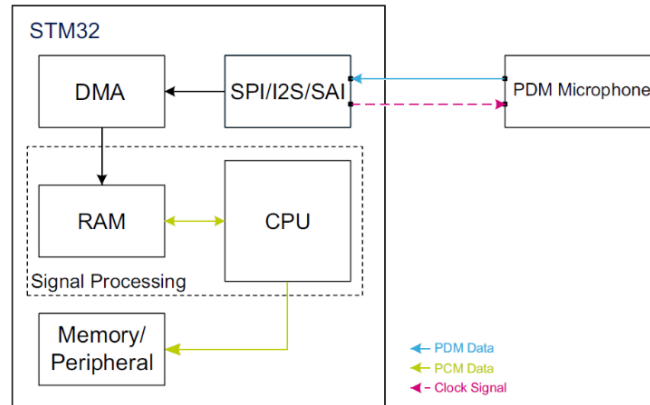 STM32
DMA
SPI/I2S/SAI
PDM Microphone
RAM
CPU
Signal Processing
Memory/
Peripheral
PDM Data
PCM Data
Clock Signal